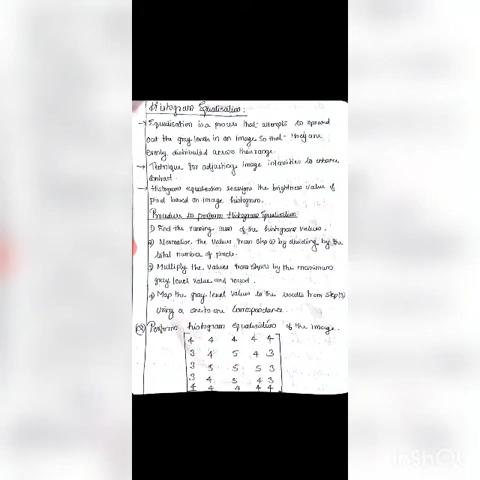 Histogram Equalisation:
→ Equalisation is a process that attempts to spread
out the gray levels in an image so that they are
evenly distributed across their range.
→ Technique for adjusting image intensities to enhance
contrast.
→ Histogram equalisation reassigns the brightness value of
pixel based on image histogram.
Procedure to perform Histogram Equalisation
1) Find the running sum of the histogram values.
2) Normalise the values from step (1) by dividing by the
total number of pixels.
3) Multiply the values from step(2) by the maximum
gray level value and round.
4) Map the gray level values to the results from step(3)
using a one-to-one correspondence.
Perform histogram equalisation of the image.
4 4 4 4 4
3 4 5 4 3
3 5 5 5 3
3 4 5 4 3
4 4 4 4 4
InShOt